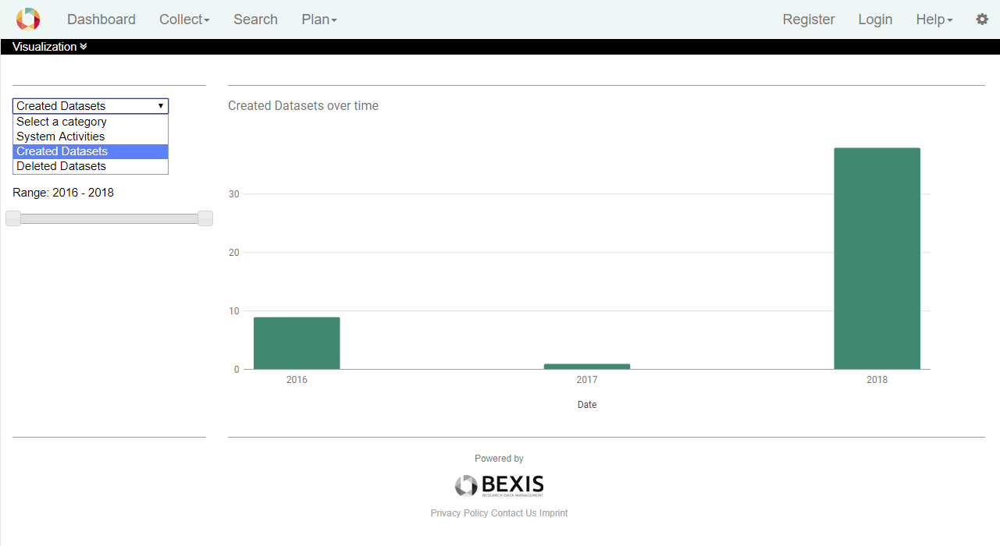 Dashboard Collect Search Plan Register Login Help
Visualization
Created Datasets
Select a category
System Activities
Created Datasets
Deleted Datasets
Range: 2016 - 2018
Created Datasets over time
30
20
10
0
2016 2017 2018
Date
Powered by
BEXIS
RESEARCH DATA MANAGEMENT
Privacy Policy Contact Us Imprint